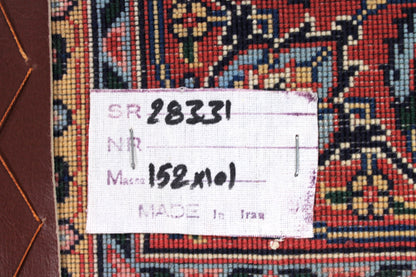 SR 28331
NR
Masse 152x101
MADE In Iran